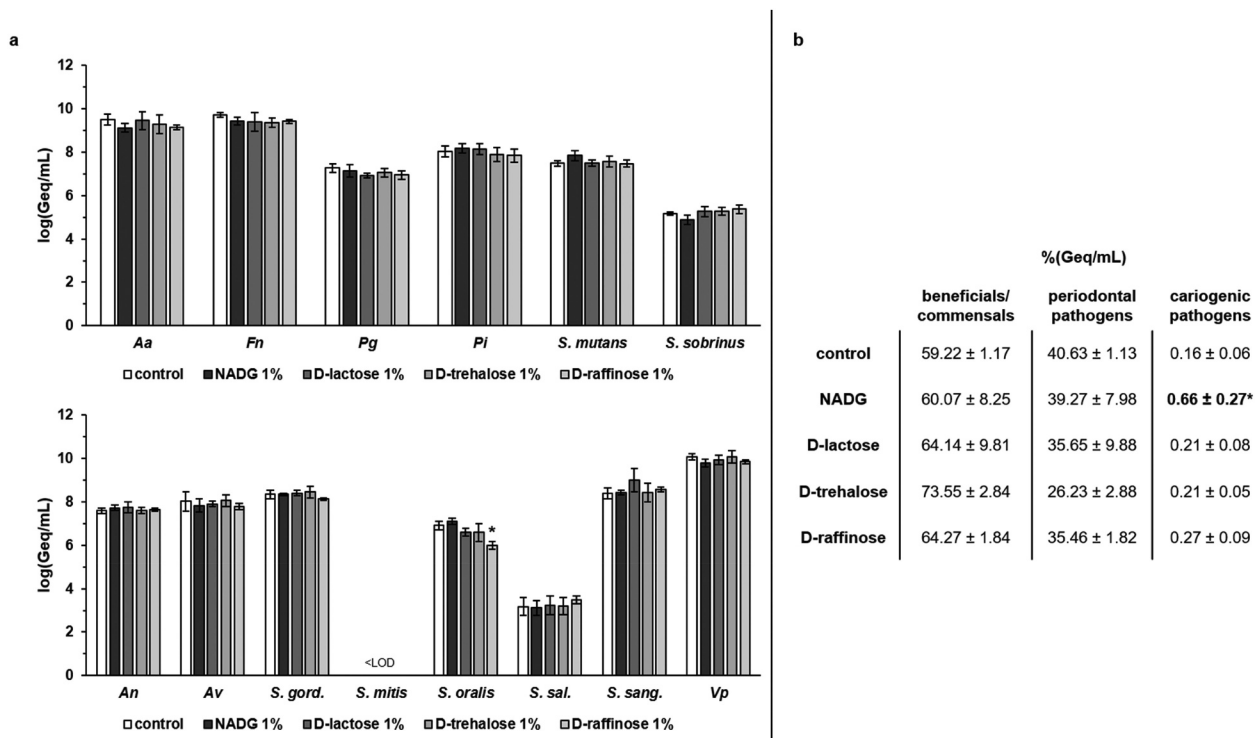 a
12
10
8
6
4
2
0
log(Geq/mL)
Aa Fn Pg Pi S. mutans S. sobrinus
control NADG 1% D-lactose 1% D-trehalose 1% D-raffinose 1%
12
10
8
6
4
2
0
log(Geq/mL)
*
<LOD
An Av S. gord. S. mitis S. oralis S. sal. S. sang. Vp
control NADG 1% D-lactose 1% D-trehalose 1% D-raffinose 1%
b
%(Geq/mL)
beneficials/ periodontal cariogenic
commensals pathogens pathogens
control 59.22 ± 1.17 40.63 ± 1.13 0.16 ± 0.06
NADG 60.07 ± 8.25 39.27 ± 7.98 0.66 ± 0.27*
D-lactose 64.14 ± 9.81 35.65 ± 9.88 0.21 ± 0.08
D-trehalose 73.55 ± 2.84 26.23 ± 2.88 0.21 ± 0.05
D-raffinose 64.27 ± 1.84 35.46 ± 1.82 0.27 ± 0.09